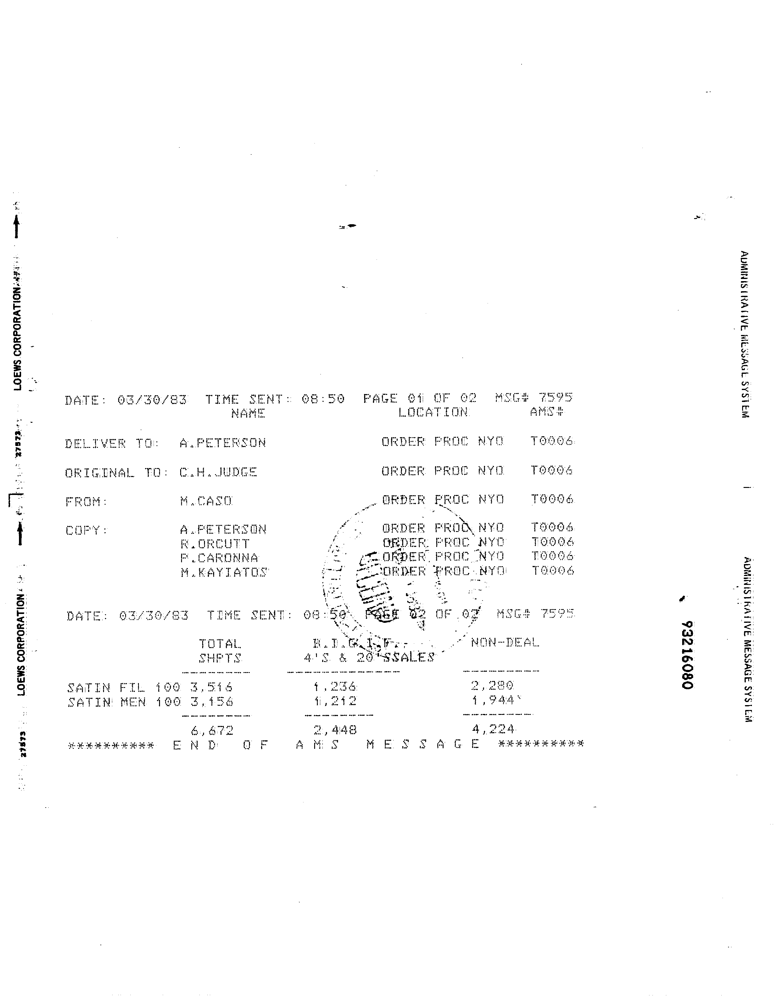 DATE: 03/30/83 TIME SENT: 08:50 PAGE 01 OF 02 MSG# 7595
NAME LOCATION AMS#
DELIVER TO: A.PETERSON ORDER PROC NYO T0006
ORIGINAL TO: C.H.JUDGE ORDER PROC NYO T0006
FROM: M.CASO ORDER PROC NYO T0006
COPY: A.PETERSON ORDER PROC NYO T0006
R.ORCUTT ORDER PROC NYO T0006
P.CARONNA ORDER PROC NYO T0006
M.KAYIATOS ORDER PROC NYO T0006
DATE: 03/30/83 TIME SENT: 08:50 PAGE 02 OF 02 MSG# 7595
TOTAL B.I.G.I.F. NON-DEAL
SHPTS 4'S & 20'SSALES
--------- ------------- ---------
SATIN FIL 100 3,516 1,236 2,280
SATIN MEN 100 3,156 1,212 1,944
--------- --------- ---------
6,672 2,448 4,224
********** E N D O F A M S M E S S A G E **********
LOEWS CORPORATION
27573
LOEWS CORPORATION
27573
ADMINISTRATIVE MESSAGE SYSTEM
ADMINISTRATIVE MESSAGE SYSTEM
93216080